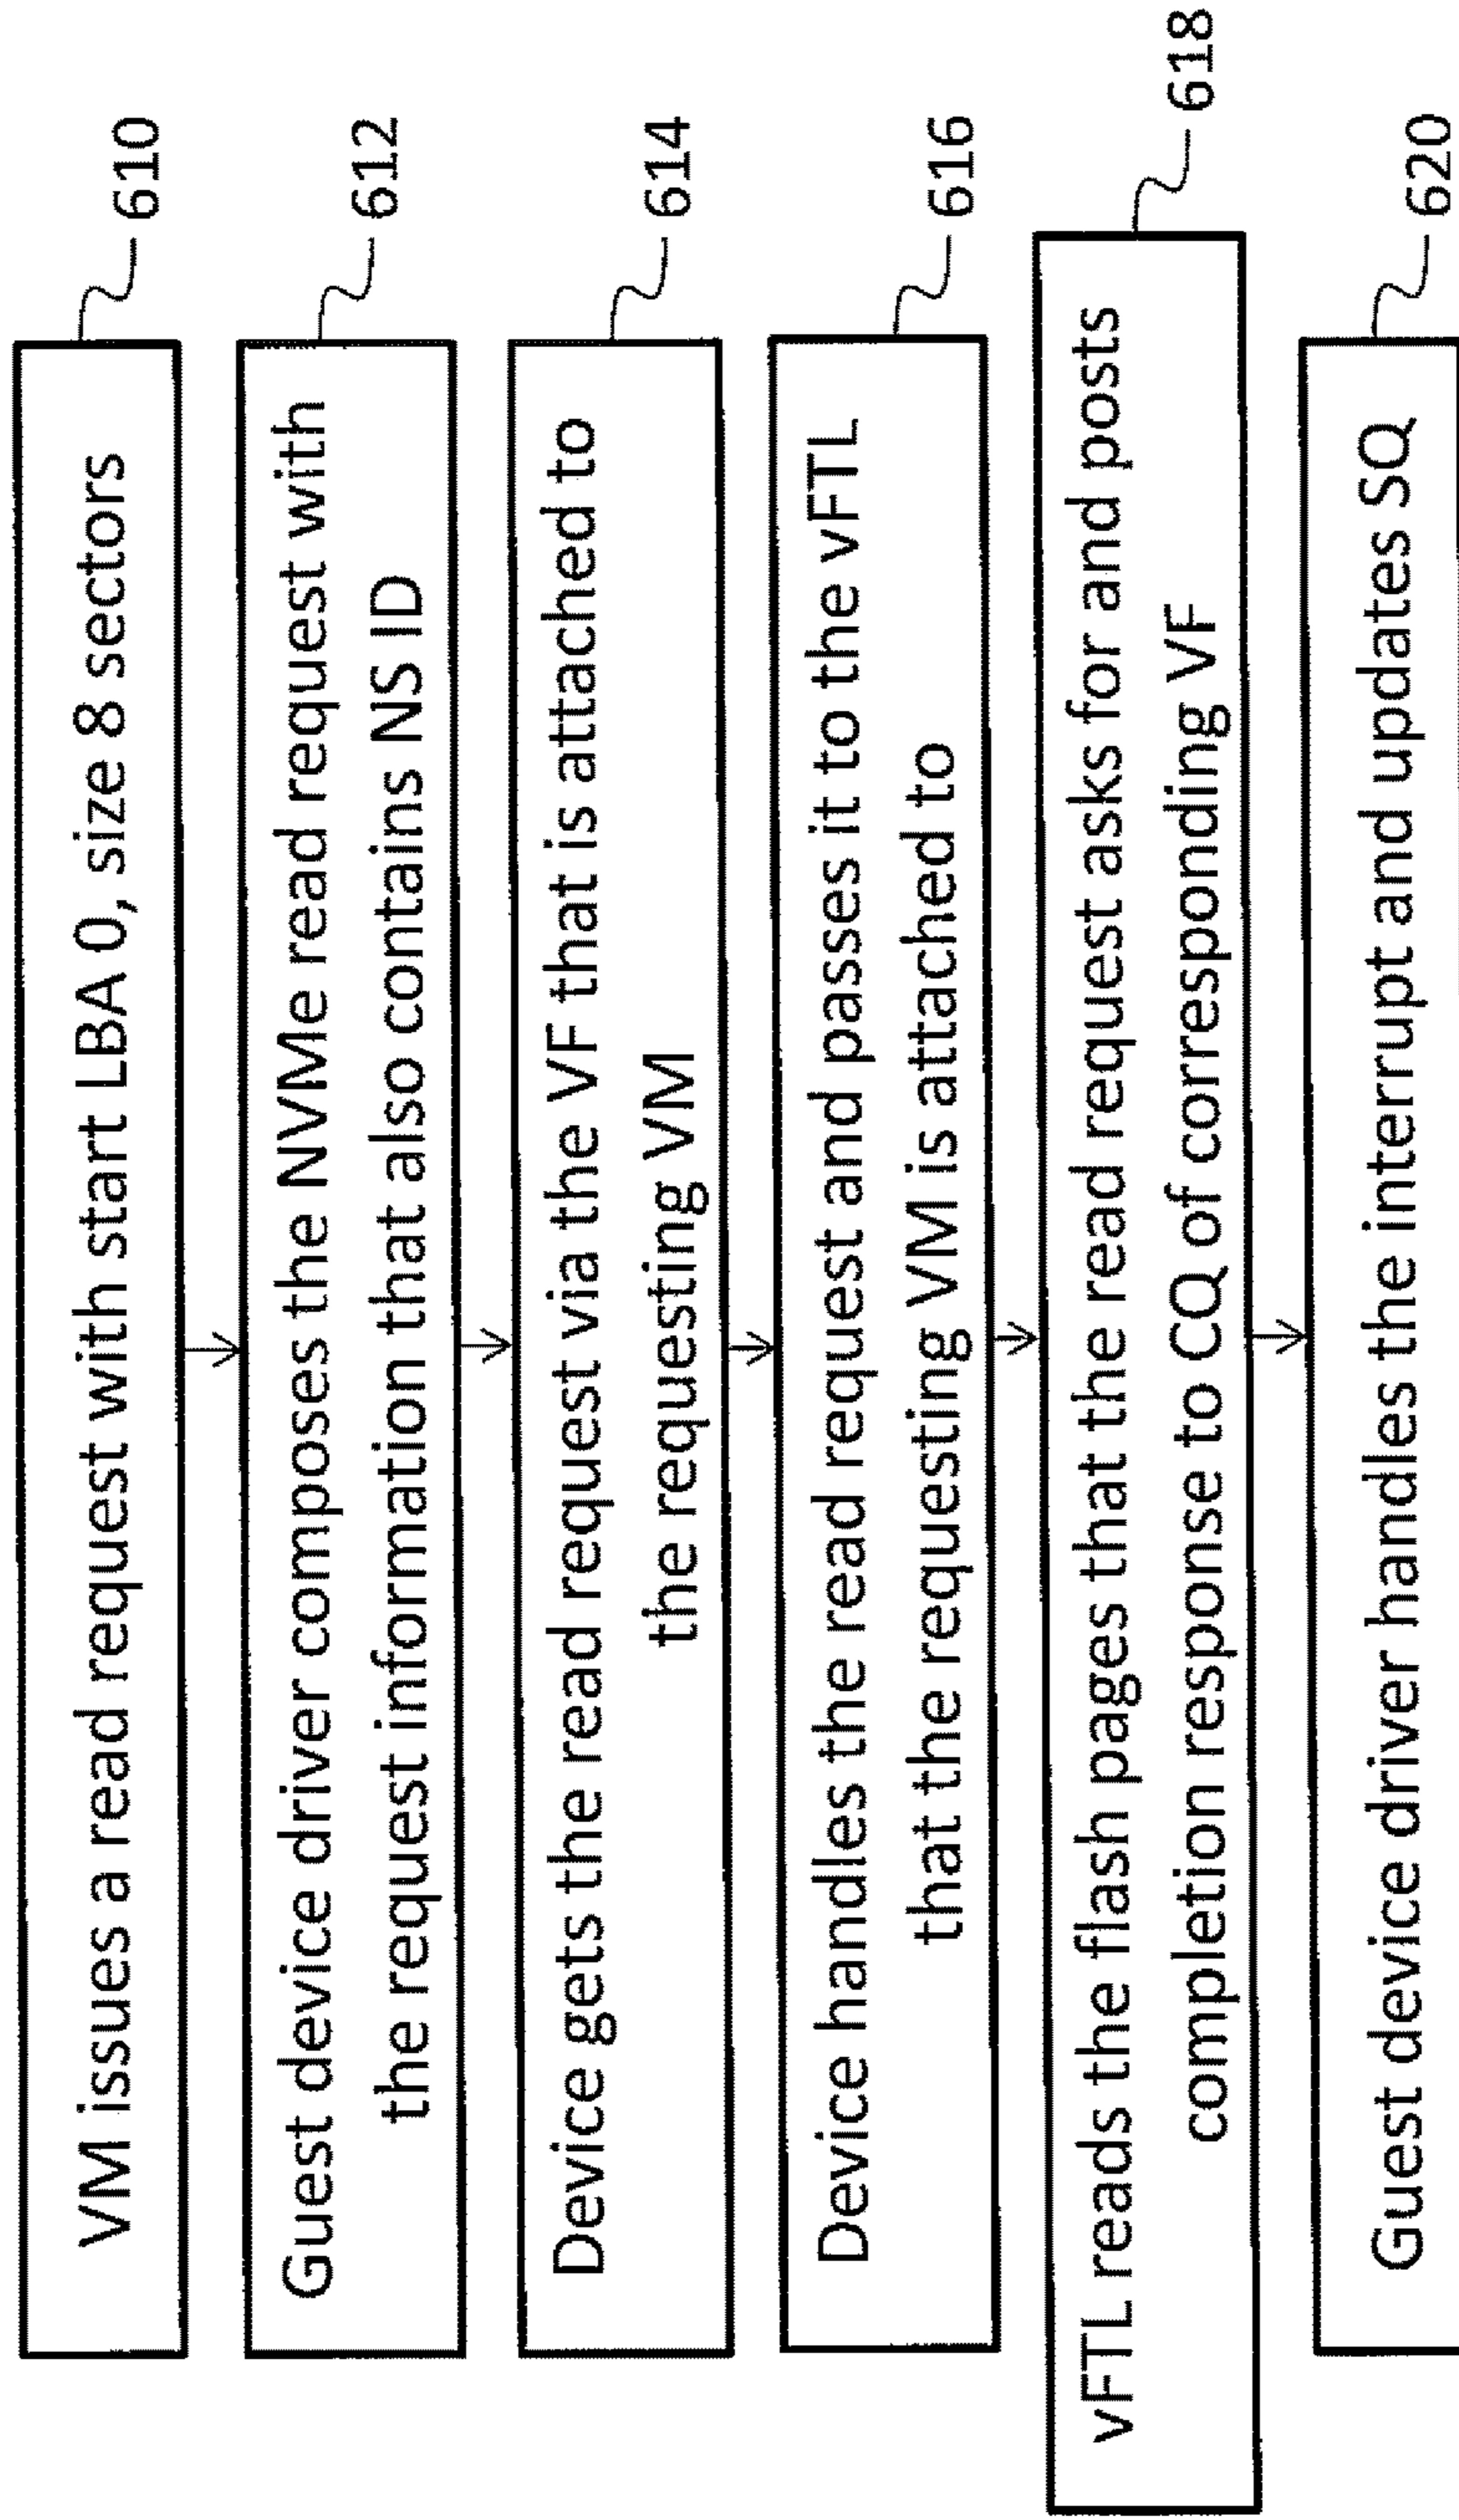 VM issues a read request with start LBA 0, size 8 sectors
610
Guest device driver composes the NVMe read request with
the request information that also contains NS ID
612
Device gets the read request via the VF that is attached to
the requesting VM
614
Device handles the read request and passes it to the vFTL
that the requesting VM is attached to
616
vFTL reads the flash pages that the read request asks for and posts
completion response to CQ of corresponding VF
618
Guest device driver handles the interrupt and updates SQ
620